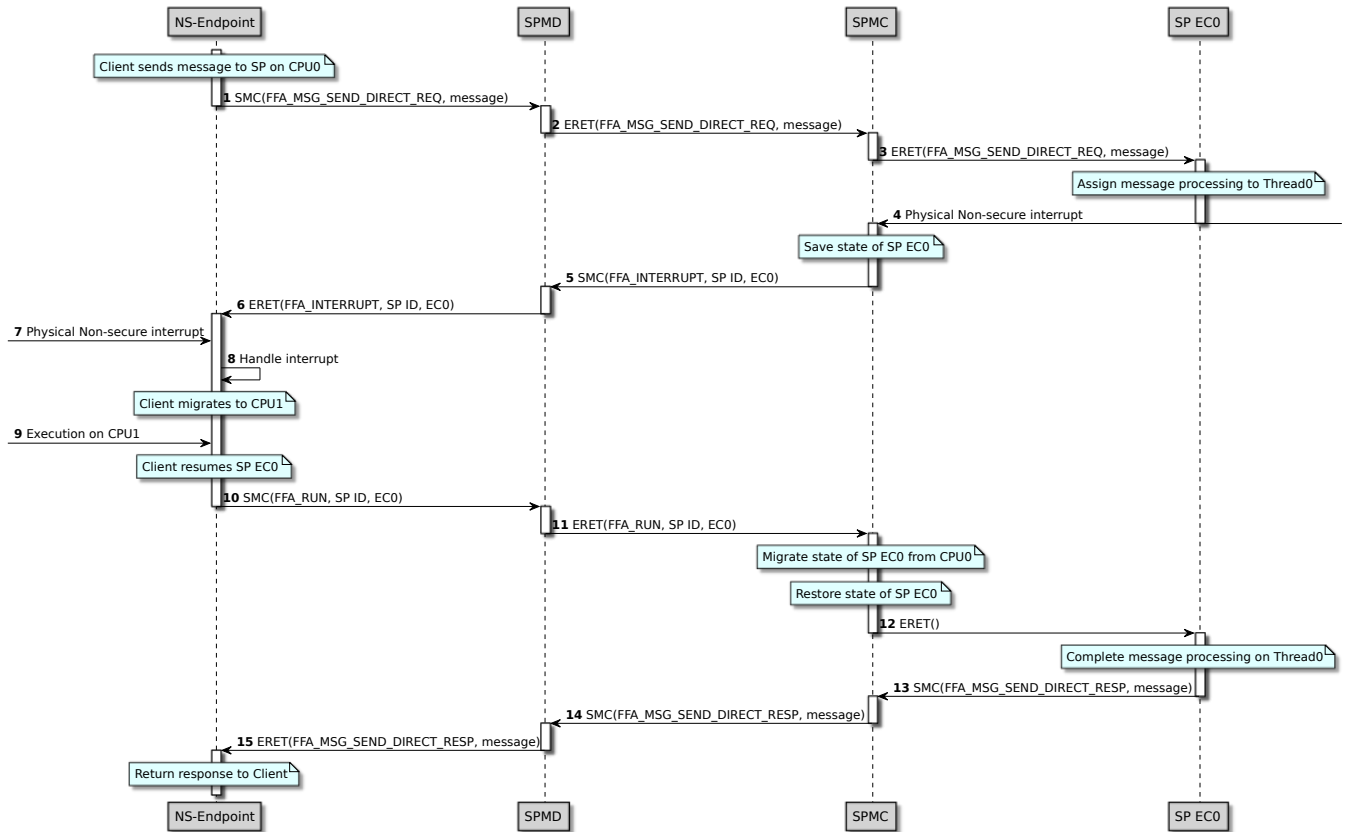 NS-Endpoint SPMD SPMC SP EC0
Client sends message to SP on CPU0
1 SMC(FFA_MSG_SEND_DIRECT_REQ, message)
2 ERET(FFA_MSG_SEND_DIRECT_REQ, message)
3 ERET(FFA_MSG_SEND_DIRECT_REQ, message)
Assign message processing to Thread0
4 Physical Non-secure interrupt
Save state of SP EC0
5 SMC(FFA_INTERRUPT, SP ID, EC0)
6 ERET(FFA_INTERRUPT, SP ID, EC0)
7 Physical Non-secure interrupt
8 Handle interrupt
Client migrates to CPU1
9 Execution on CPU1
Client resumes SP EC0
10 SMC(FFA_RUN, SP ID, EC0)
11 ERET(FFA_RUN, SP ID, EC0)
Migrate state of SP EC0 from CPU0
Restore state of SP EC0
12 ERET()
Complete message processing on Thread0
13 SMC(FFA_MSG_SEND_DIRECT_RESP, message)
14 SMC(FFA_MSG_SEND_DIRECT_RESP, message)
15 ERET(FFA_MSG_SEND_DIRECT_RESP, message)
Return response to Client
NS-Endpoint SPMD SPMC SP EC0